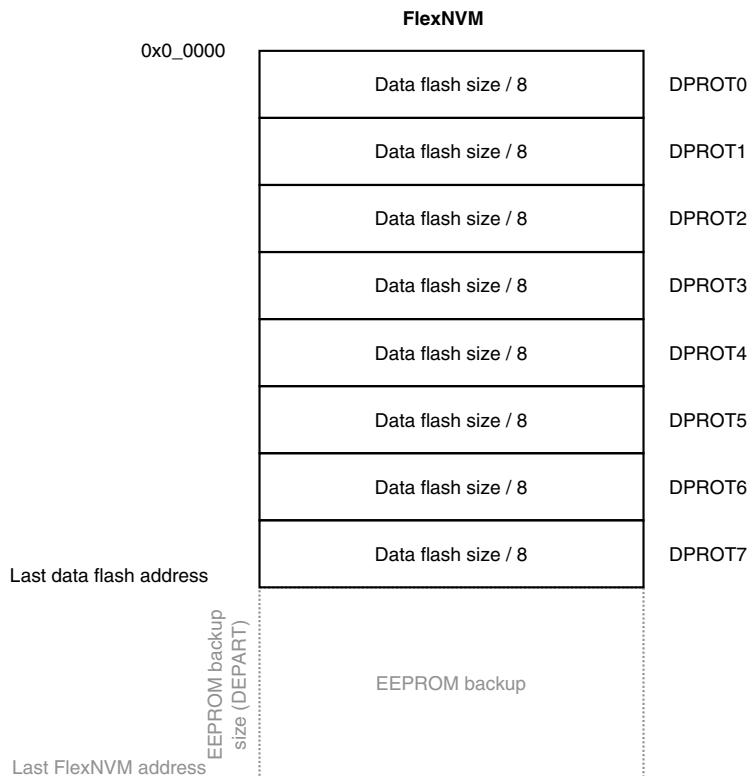 FlexNVM
0x0_0000
Data flash size / 8 DPROT0
Data flash size / 8 DPROT1
Data flash size / 8 DPROT2
Data flash size / 8 DPROT3
Data flash size / 8 DPROT4
Data flash size / 8 DPROT5
Data flash size / 8 DPROT6
Data flash size / 8 DPROT7
Last data flash address
EEPROM backup
size (DEPART)
EEPROM backup
Last FlexNVM address